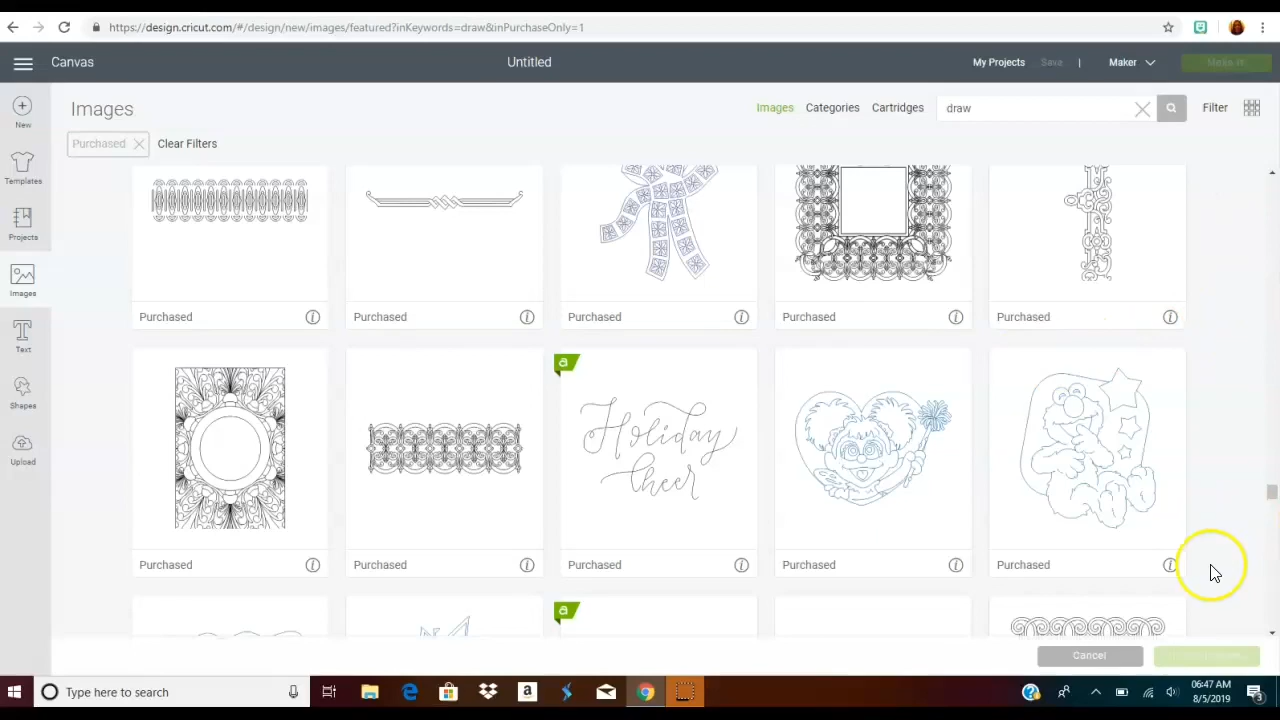 https://design.cricut.com/#/design/new/images/featured?inKeywords=draw&inPurchaseOnly=1
Canvas
Untitled
My Projects
Save
|
Maker
Make It
New
Templates
Projects
Images
Text
Shapes
Upload
Images
Images
Categories
Cartridges
draw
Filter
Purchased
Clear Filters
Purchased
Purchased
Purchased
Purchased
Purchased
a
Holiday
Cheer
Purchased
Purchased
Purchased
Purchased
Purchased
a
Cancel
Type here to search
a
06:47 AM
8/5/2019
3